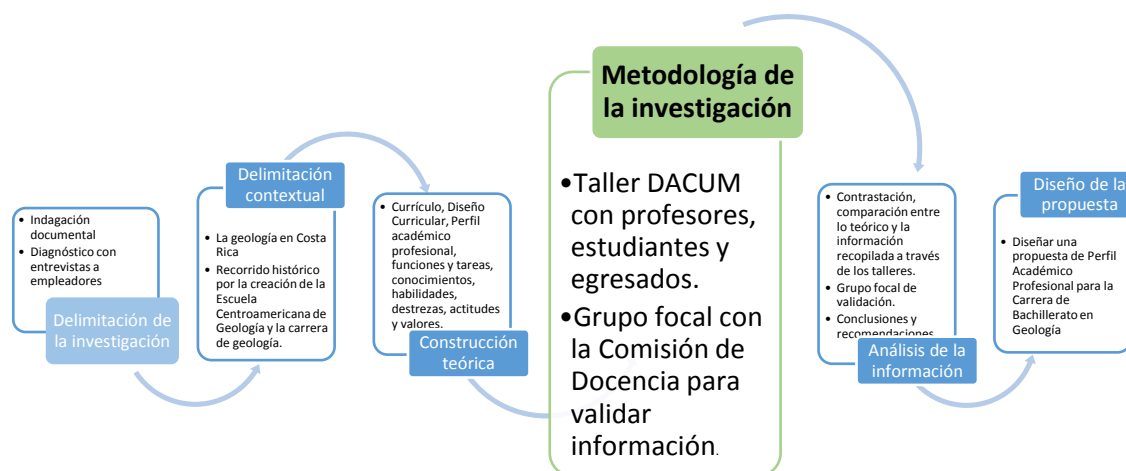 • Indagación
documental
• Diagnóstico con
entrevistas a
empleadores
Delimitación de
la investigación
Delimitación
contextual
• La geología en Costa
Rica
• Recorrido histórico
por la creación de la
Escuela
Centroamericana de
Geología y la carrera
de geología.
• Currículo, Diseño
Curricular, Perfil
académico
profesional,
funciones y tareas,
conocimientos,
habilidades,
destrezas, actitudes
y valores.
Construcción
teórica
Metodología de
la investigación
•Taller DACUM
con profesores,
estudiantes y
egresados.
•Grupo focal con
la Comisión de
Docencia para
validar
información.
• Contrastación,
comparación entre
lo teórico y la
información
recopilada a través
de los talleres.
• Grupo focal de
validación.
• Conclusiones y
recomendaciones
Análisis de la
información
Diseño de la
propuesta
• Diseñar una
propuesta de Perfil
Académico
Profesional para la
Carrera de
Bachillerato en
Geología